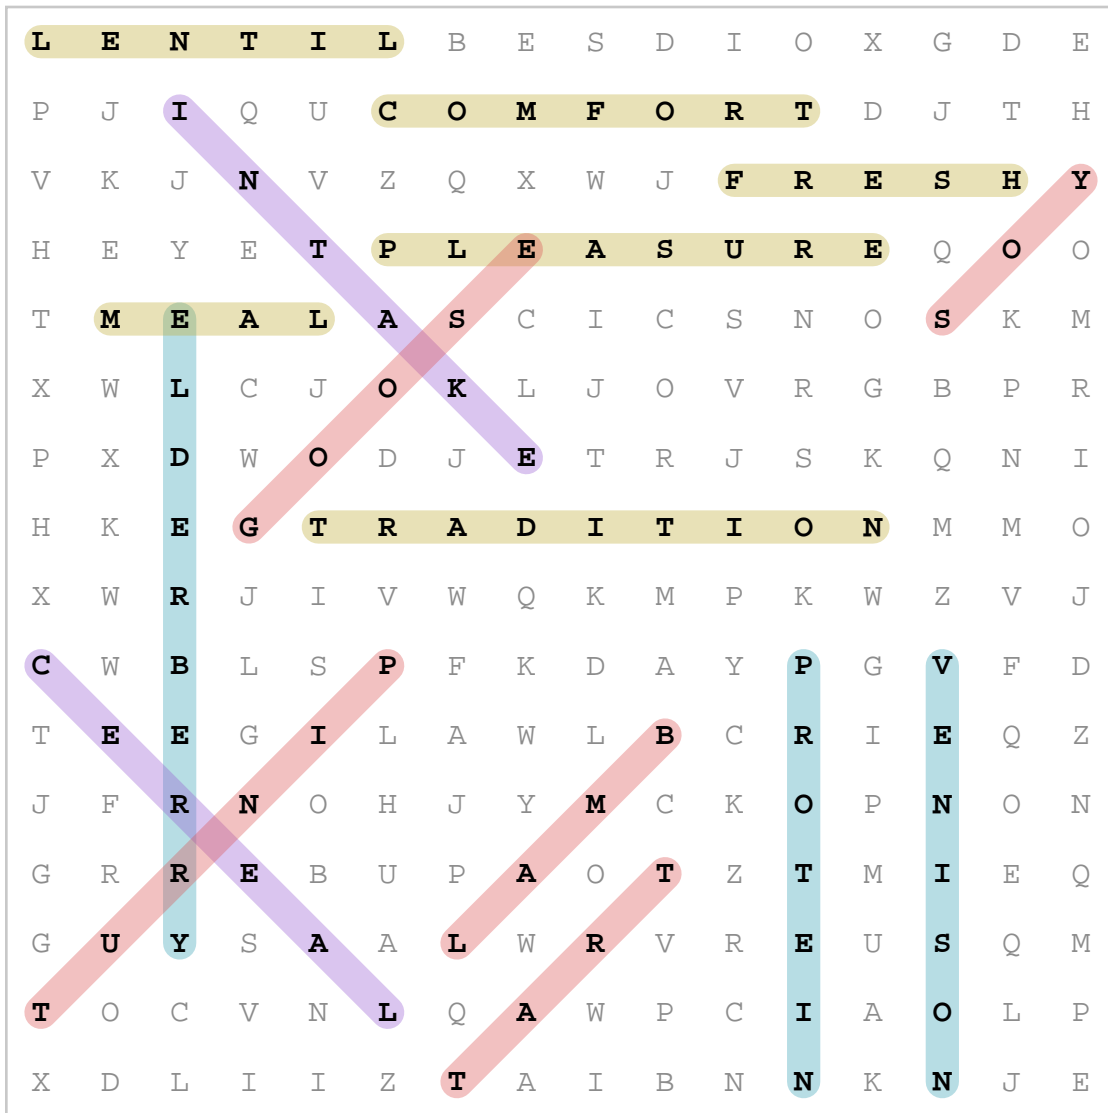 L E N T I L B E S D I O X G D E
P J I Q U C O M F O R T D J T H
V K J N V Z Q X W J F R E S H Y
H E Y E T P L E A S U R E Q O O
T M E A L A S C I C S N O S K M
X W L C J O K L J O V R G B P R
P X D W O D J E T R J S K Q N I
H K E G T R A D I T I O N M M O
X W R J I V W Q K M P K W Z V J
C W B L S P F K D A Y P G V F D
T E E G I L A W L B C R I E Q Z
J F R N O H J Y M C K O P N O N
G R R E B U P A O T Z T M I E Q
G U Y S A A L W R V R E U S Q M
T O C V N L Q A W P C I A O L P
X D L I I Z T A I B N N K N J E